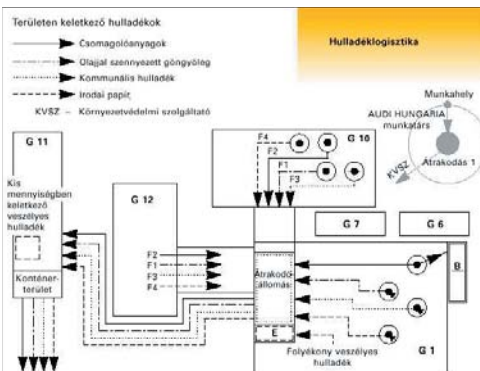 Területen keletkező hulladékok
Csomagolóanyagok
Olajjal szennyezett göngyöleg
Kommunális hulladék
Irodai papír
KVSZ – Környezetvédelmi szolgáltató
Hulladéklogisztika
Munkahely
AUDI HUNGARIA
munkatárs
Átrakodás 1
KVSZ
G 11
Kis
mennyiségben
keletkező
veszélyes
hulladék
Konténer-
terület
G 12
F2
F1
F3
F4
G 10
F4
F2
F1
F3
G 7
G 6
Átrakodó-
állomás
E
B
Folyékony veszélyes
hulladék
G 1